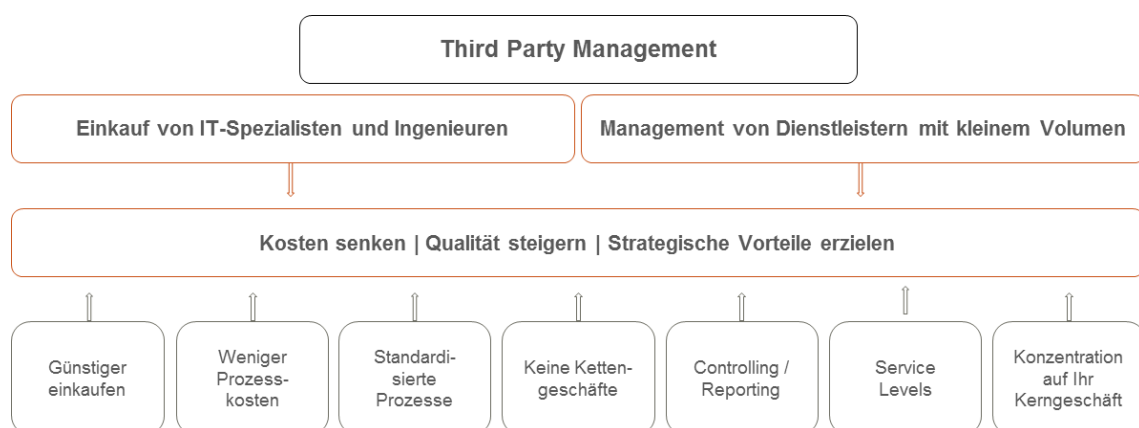 Third Party Management
Einkauf von IT-Spezialisten und Ingenieuren
Management von Dienstleistern mit kleinem Volumen
Kosten senken | Qualität steigern | Strategische Vorteile erzielen
Günstiger
einkaufen
Weniger
Prozess-
kosten
Standardi-
sierte
Prozesse
Keine Ketten-
geschäfte
Controlling /
Reporting
Service
Levels
Konzentration
auf Ihr
Kerngeschäft